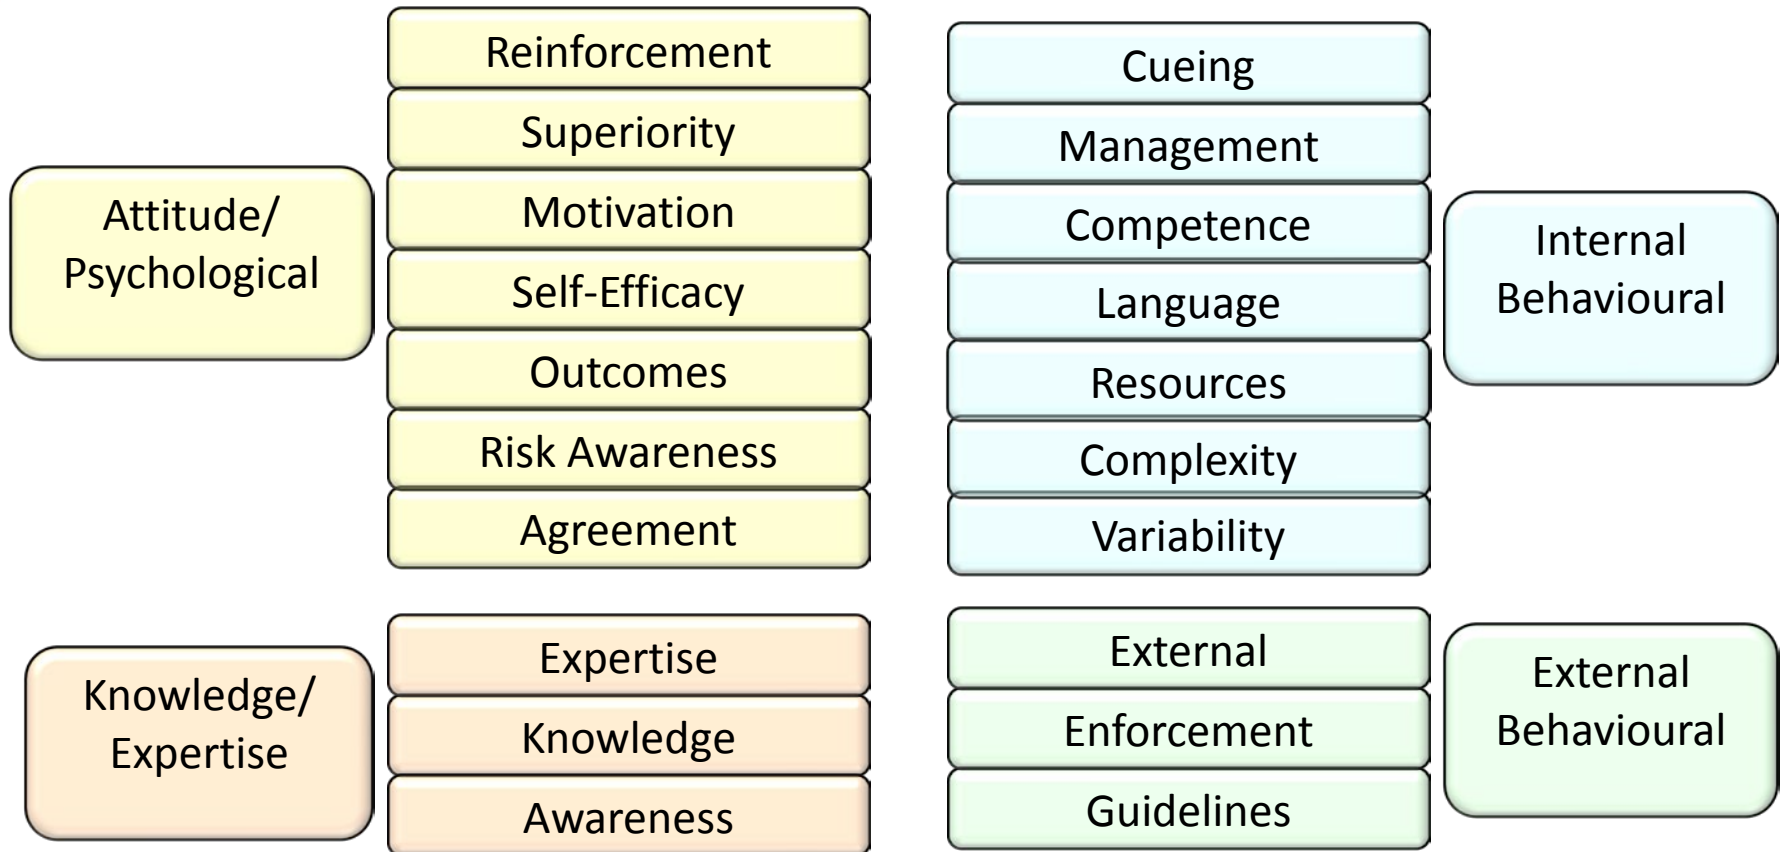 Attitude/
Psychological
Reinforcement
Superiority
Motivation
Self-Efficacy
Outcomes
Risk Awareness
Agreement
Cueing
Management
Competence
Language
Resources
Complexity
Variability
Internal
Behavioural
Knowledge/
Expertise
Expertise
Knowledge
Awareness
External
Enforcement
Guidelines
External
Behavioural